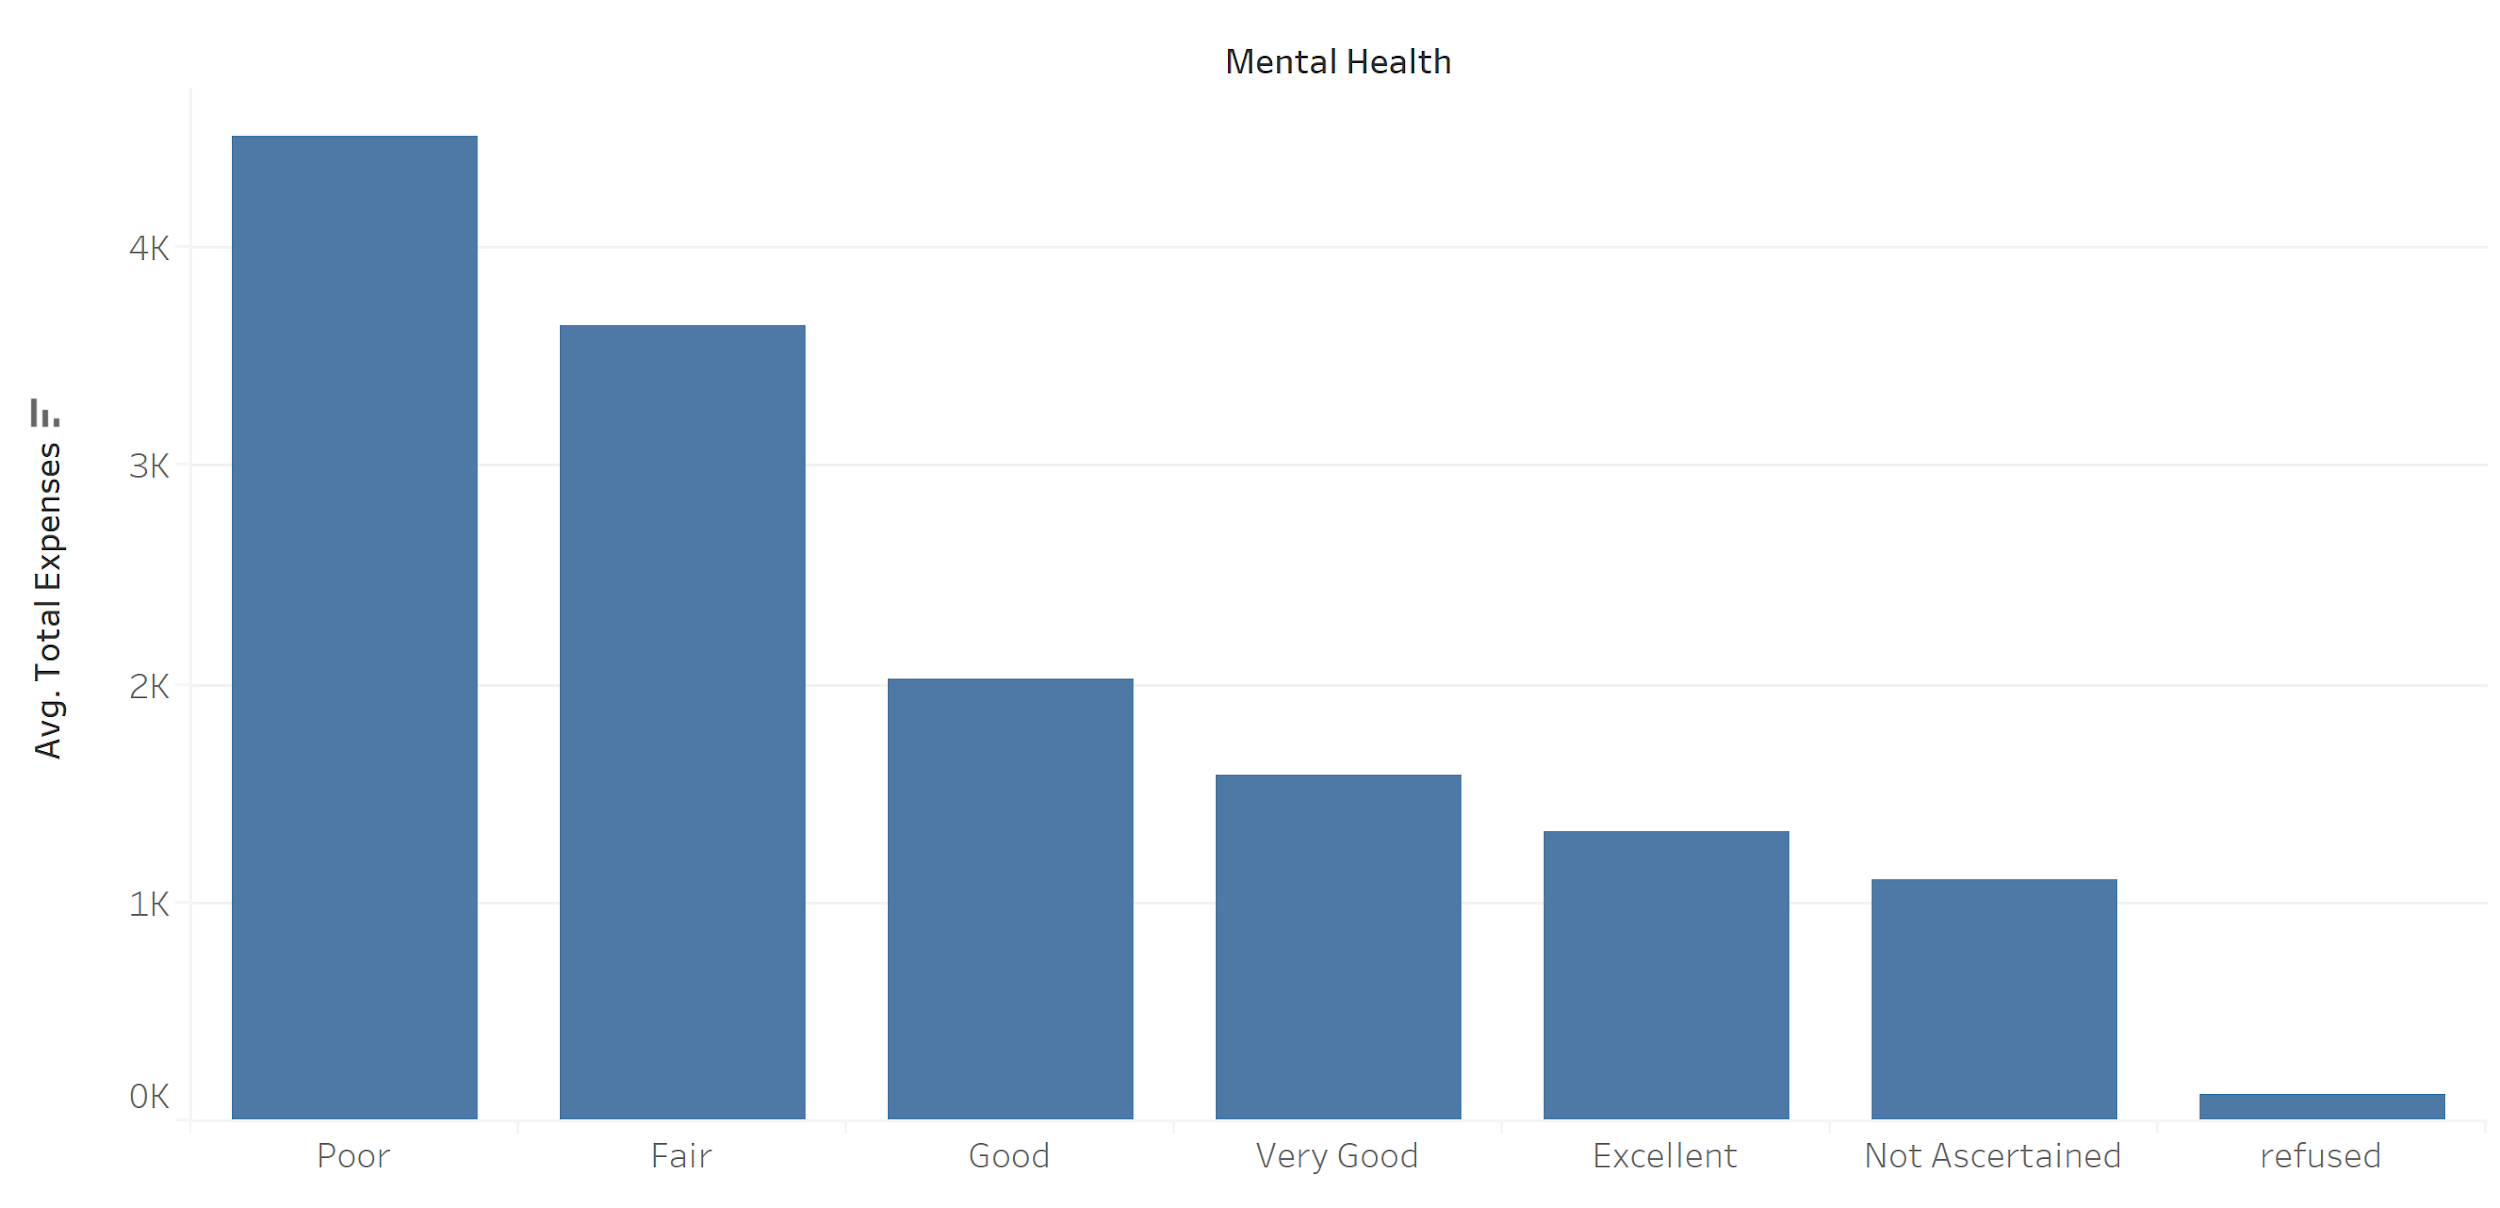 Mental Health
Avg. Total Expenses
4K
3K
2K
1K
0K
Poor
Fair
Good
Very Good
Excellent
Not Ascertained
refused